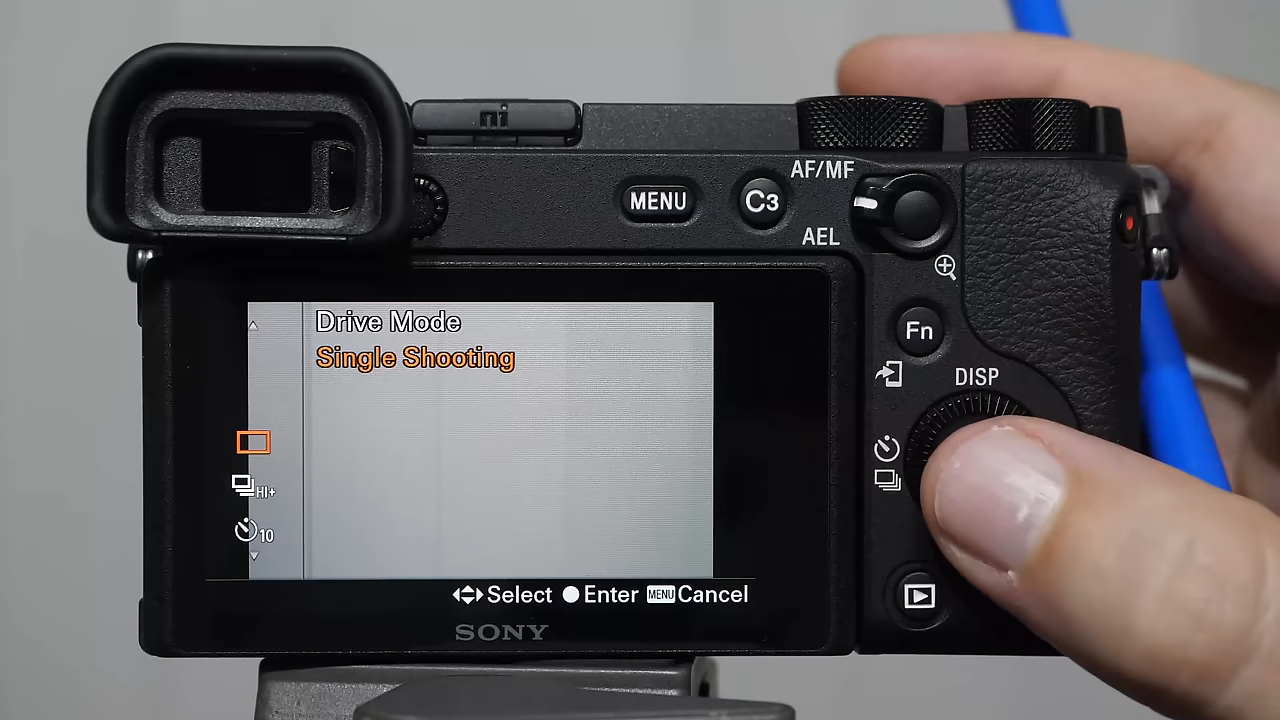 MENU
C3
AF/MF
AEL
Fn
DISP
Drive Mode
Single Shooting
HI+
10
Select Enter MENU Cancel
SONY